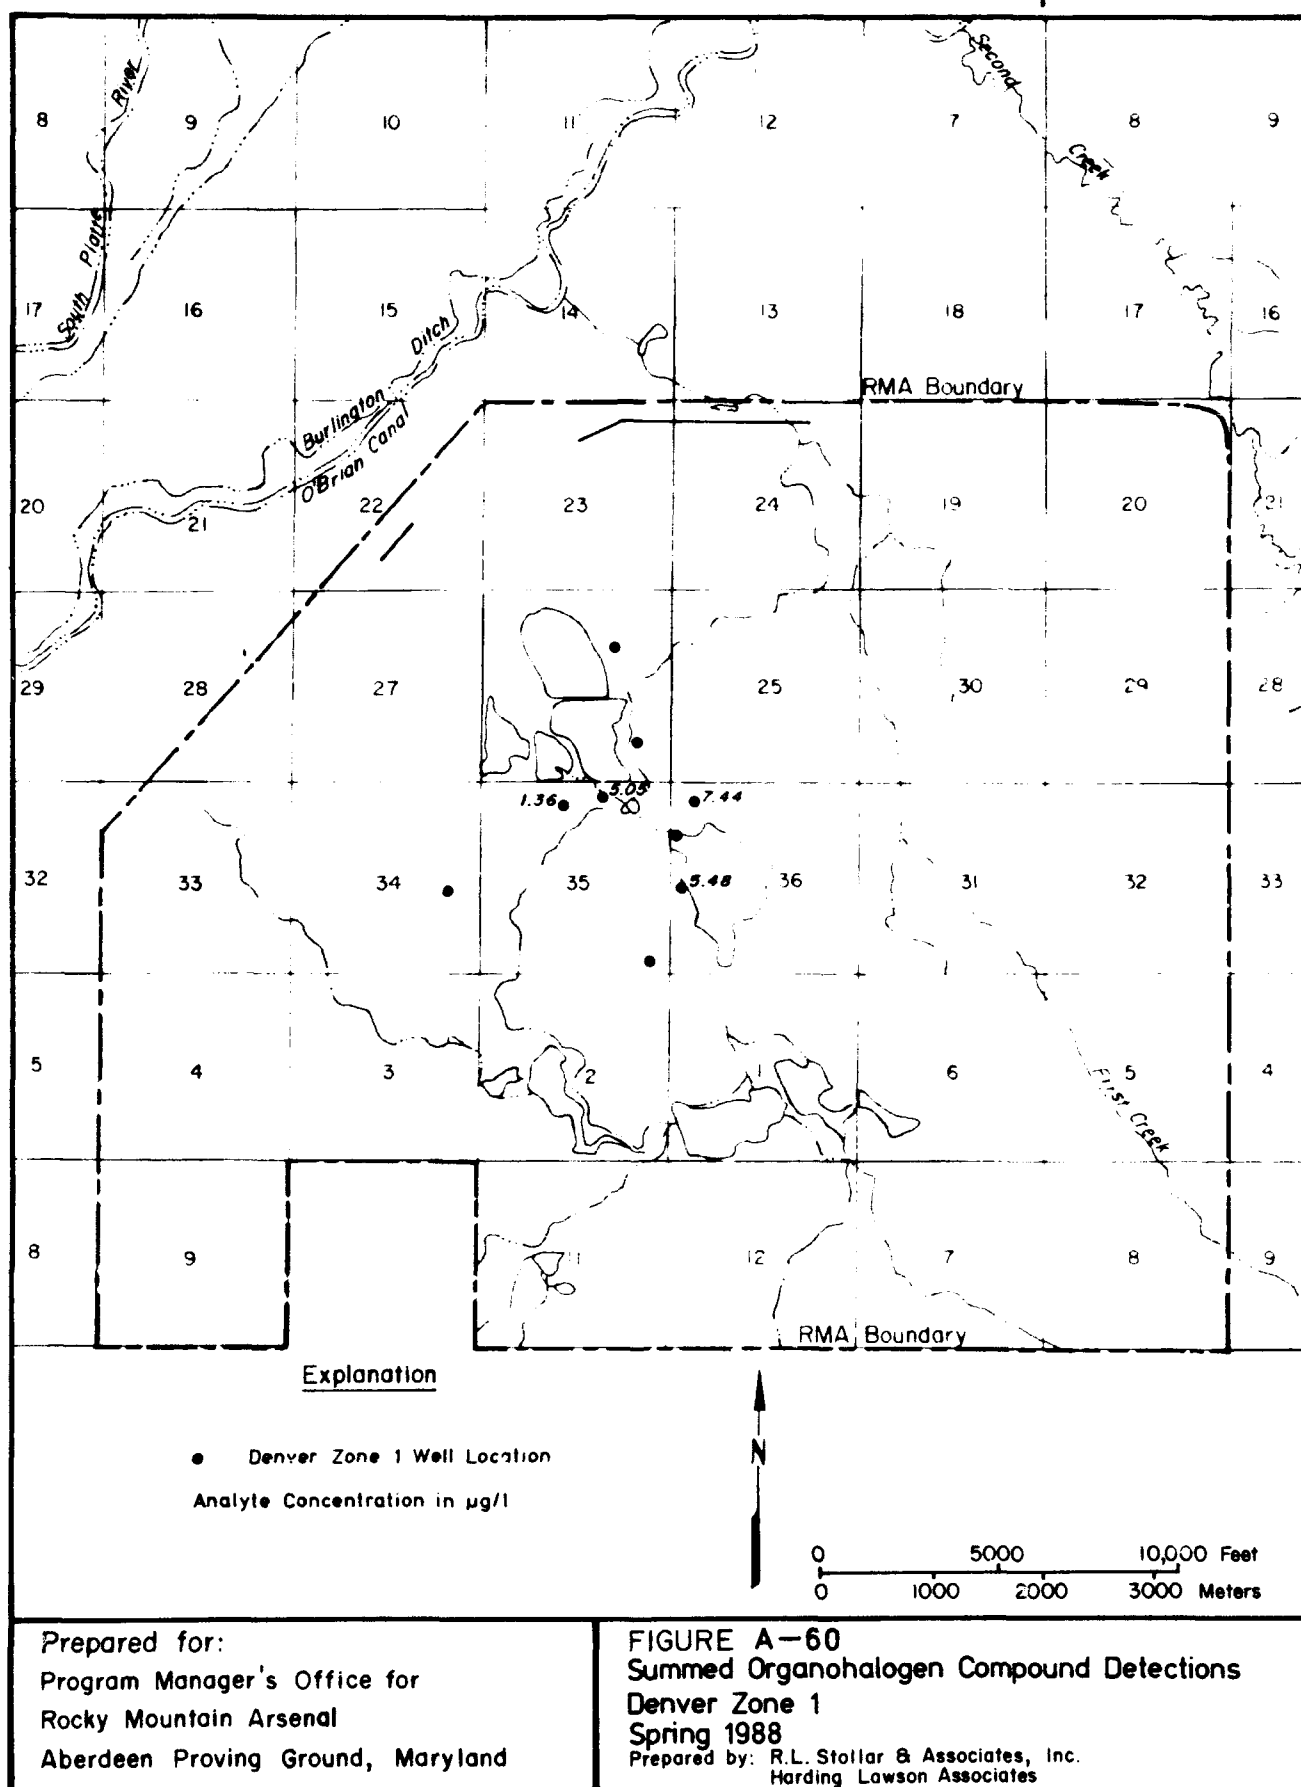 River
Second
8 9 10 11 12 7 8 9
Creek
South Platte
17 16 15 14 13 18 17 16
Burlington Ditch
RMA Boundary
O'Brian Canal
20 21 22 23 24 19 20 21
29 28 27 25 30 29 28
1.36 5.05 7.44
32 33 34 35 5.48 36 31 32 33
5 4 3 2 1 6 5 4
First Creek
8 9 11 12 7 8 9
RMA Boundary
Explanation
Denver Zone 1 Well Location
Analyte Concentration in µg/l
N
0 5000 10,000 Feet
0 1000 2000 3000 Meters
Prepared for:
Program Manager's Office for
Rocky Mountain Arsenal
Aberdeen Proving Ground, Maryland
FIGURE A-60
Summed Organohalogen Compound Detections
Denver Zone 1
Spring 1988
Prepared by: R.L. Stollar & Associates, Inc.
Harding Lawson Associates